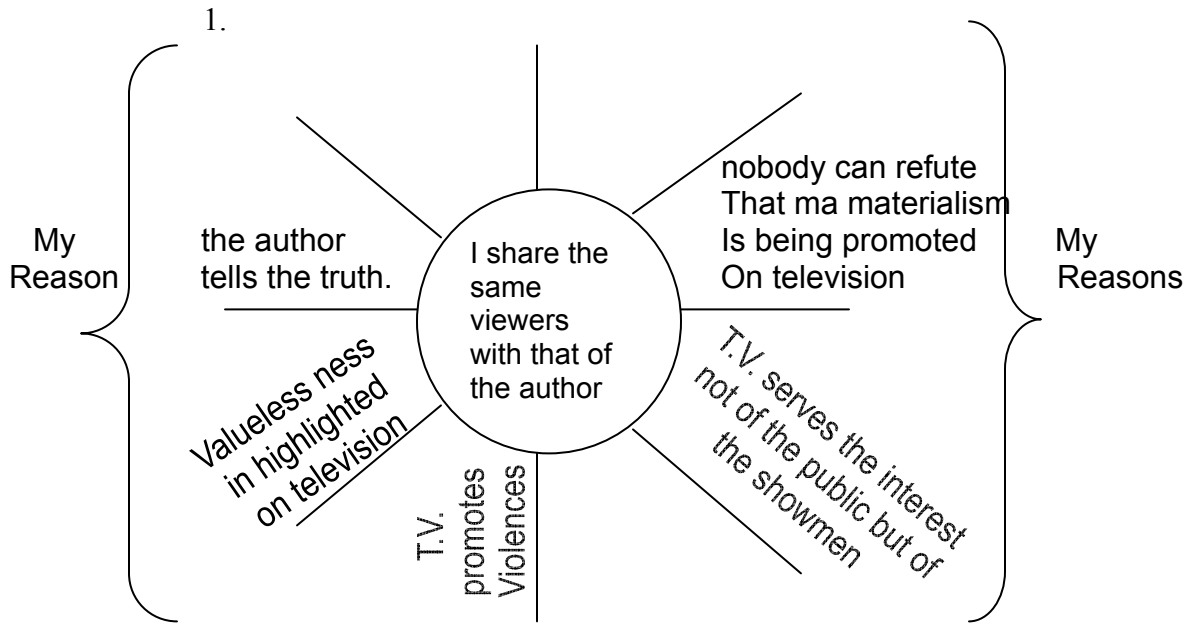 1.
My
Reason
the author
tells the truth.
I share the
same
viewers
with that of
the author
nobody can refute
That ma materialism
Is being promoted
On television
My
Reasons
Valueless ness
in highlighted
on television
T.V.
promotes
Violences
T.V. serves the interest
not of the public but of
the showmen